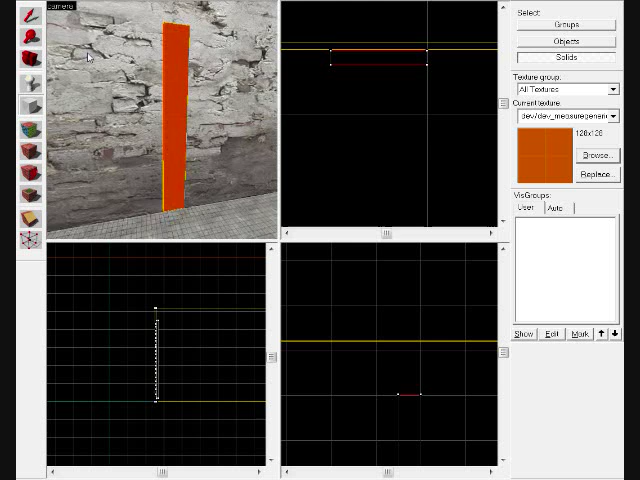 camera
Select:
Groups
Objects
Solids
Texture group:
All Textures
Current texture:
dev/dev_measuregeneri
128x128
Browse...
Replace...
VisGroups:
User
Auto
Show
Edit
Mark